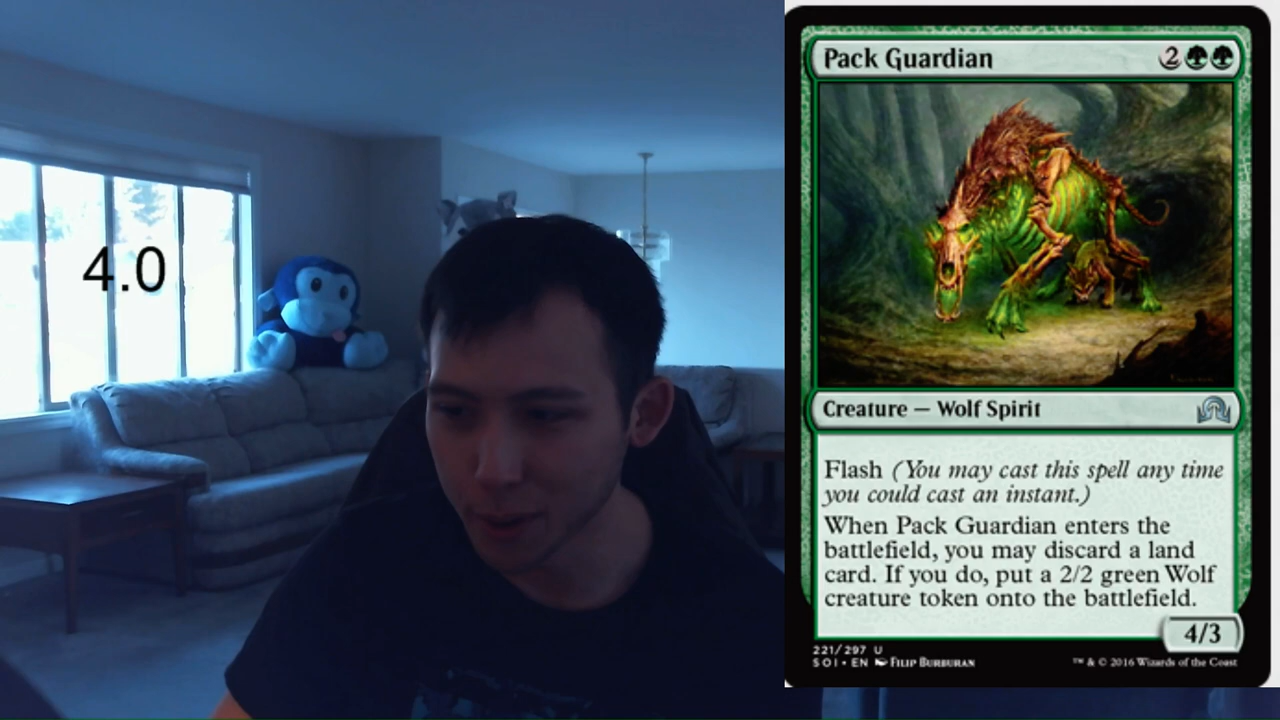 4.0
Pack Guardian 2
Creature — Wolf Spirit
Flash (You may cast this spell any time
you could cast an instant.)
When Pack Guardian enters the
battlefield, you may discard a land
card. If you do, put a 2/2 green Wolf
creature token onto the battlefield.
4/3
221/297 U
SOI • EN Filip Burburan
™ & © 2016 Wizards of the Coast